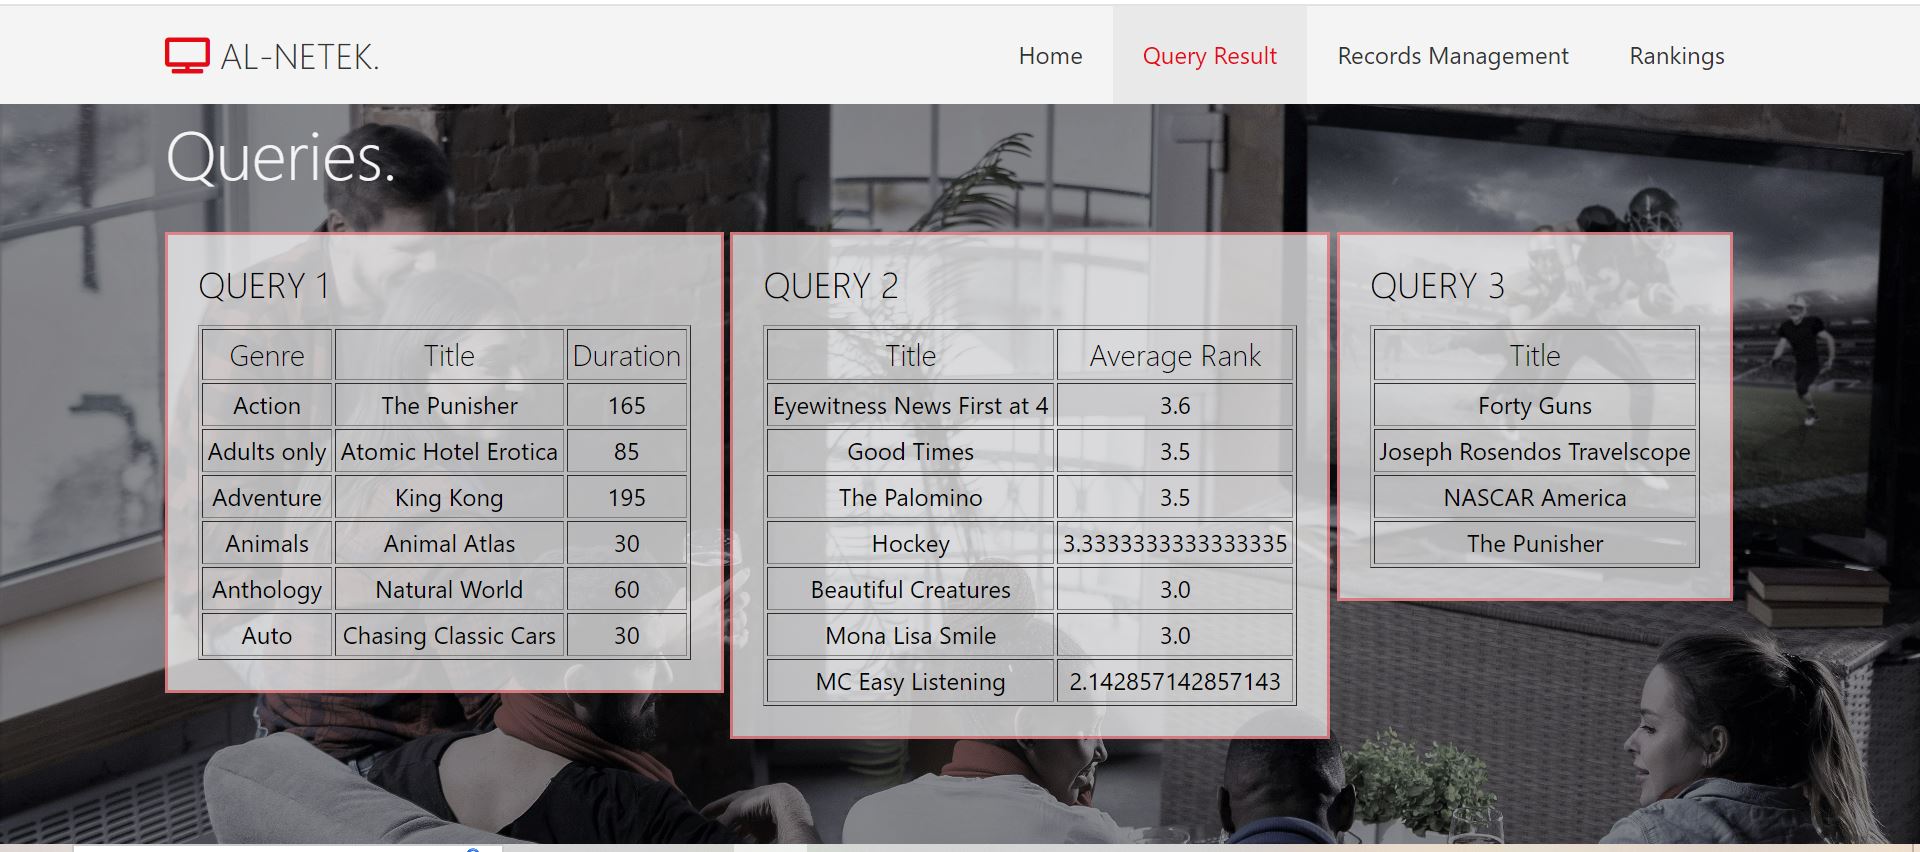 AL-NETEK.
Home Query Result Records Management Rankings
Queries.
QUERY 1
Genre Title Duration
Action The Punisher 165
Adults only Atomic Hotel Erotica 85
Adventure King Kong 195
Animals Animal Atlas 30
Anthology Natural World 60
Auto Chasing Classic Cars 30
QUERY 2
Title Average Rank
Eyewitness News First at 4 3.6
Good Times 3.5
The Palomino 3.5
Hockey 3.3333333333333335
Beautiful Creatures 3.0
Mona Lisa Smile 3.0
MC Easy Listening 2.142857142857143
QUERY 3
Title
Forty Guns
Joseph Rosendos Travelscope
NASCAR America
The Punisher